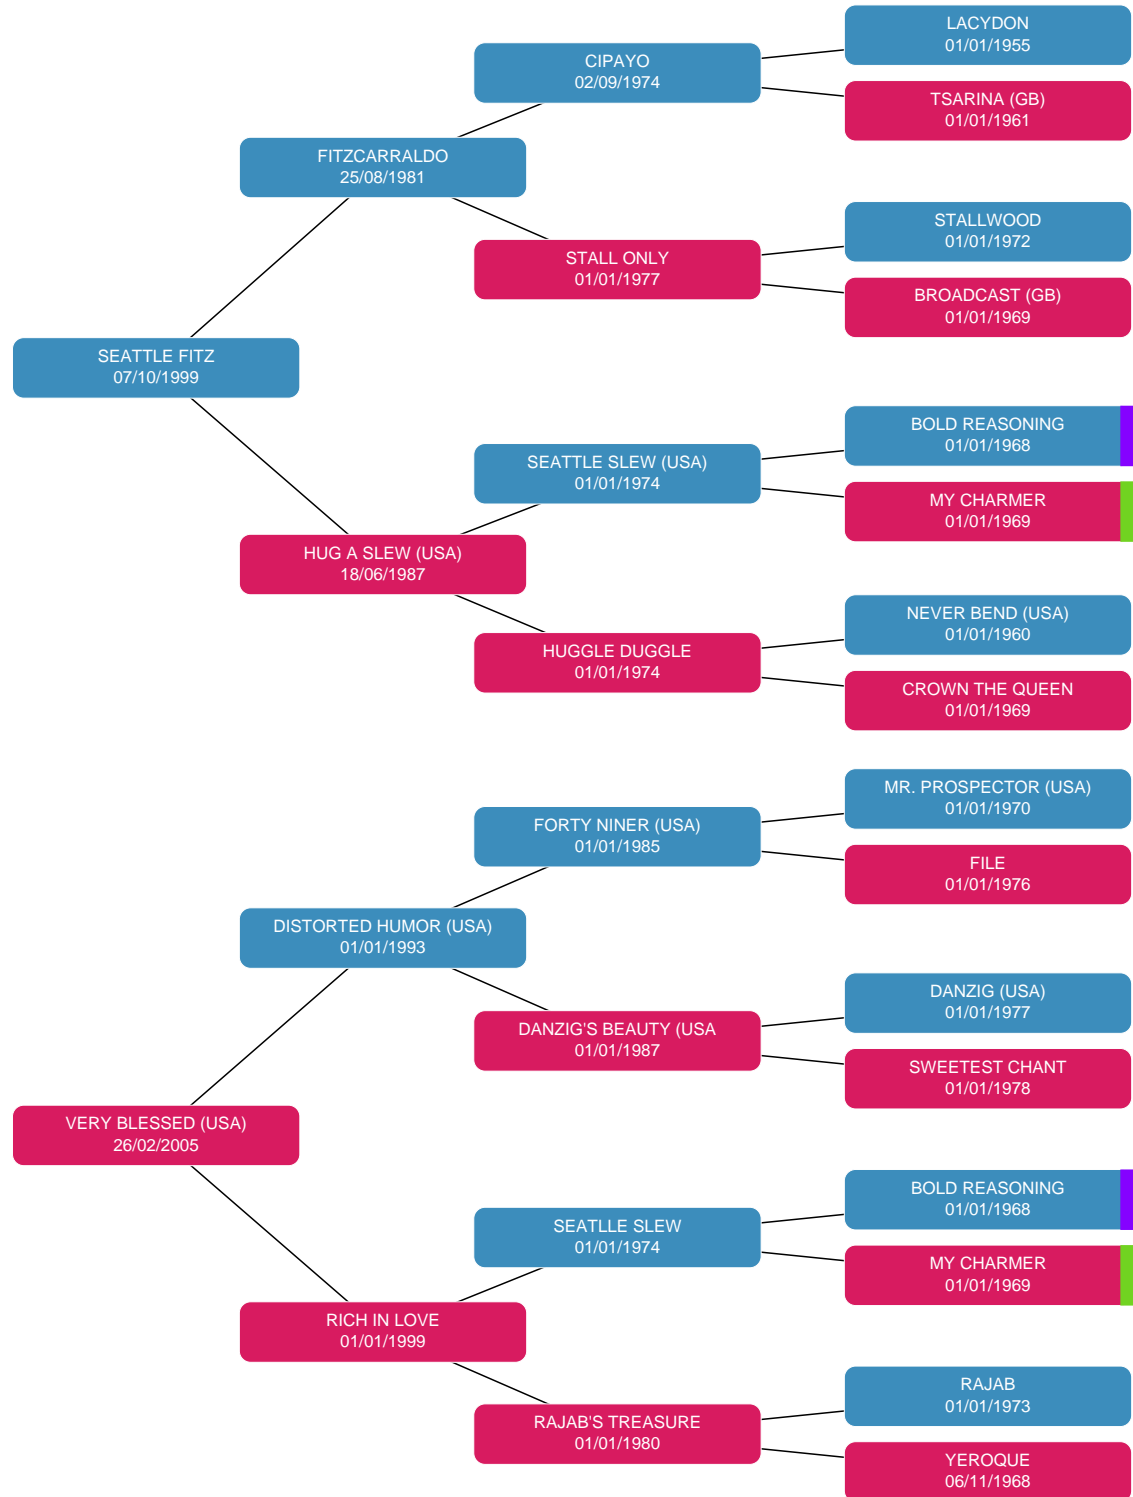 LACYDON
01/01/1955
CIPAYO
02/09/1974
TSARINA (GB)
01/01/1961
FITZCARRALDO
25/08/1981
STALLWOOD
01/01/1972
STALL ONLY
01/01/1977
BROADCAST (GB)
01/01/1969
SEATTLE FITZ
07/10/1999
BOLD REASONING
01/01/1968
SEATTLE SLEW (USA)
01/01/1974
MY CHARMER
01/01/1969
HUG A SLEW (USA)
18/06/1987
NEVER BEND (USA)
01/01/1960
HUGGLE DUGGLE
01/01/1974
CROWN THE QUEEN
01/01/1969
MR. PROSPECTOR (USA)
01/01/1970
FORTY NINER (USA)
01/01/1985
FILE
01/01/1976
DISTORTED HUMOR (USA)
01/01/1993
DANZIG (USA)
01/01/1977
DANZIG'S BEAUTY (USA
01/01/1987
SWEETEST CHANT
01/01/1978
VERY BLESSED (USA)
26/02/2005
BOLD REASONING
01/01/1968
SEATLLE SLEW
01/01/1974
MY CHARMER
01/01/1969
RICH IN LOVE
01/01/1999
RAJAB
01/01/1973
RAJAB'S TREASURE
01/01/1980
YEROQUE
06/11/1968